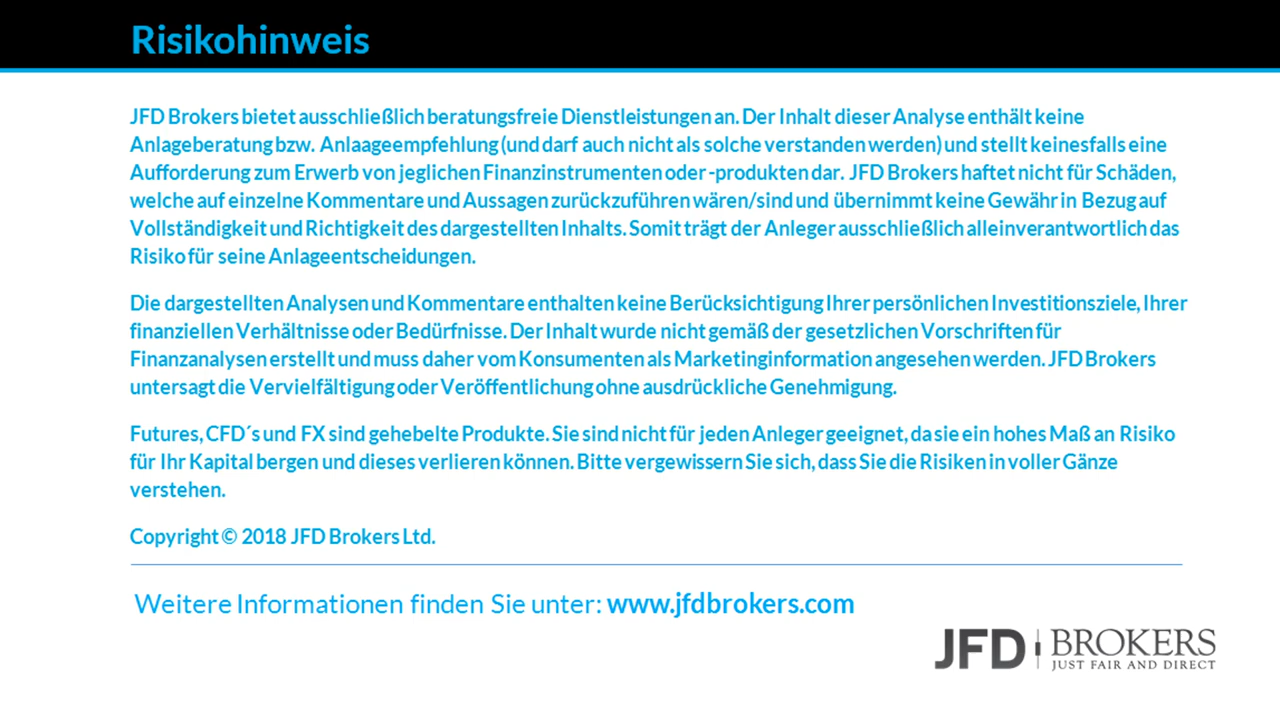 Risikohinweis
JFD Brokers bietet ausschließlich beratungsfreie Dienstleistungen an. Der Inhalt dieser Analyse enthält keine
Anlageberatung bzw. Anlaageempfehlung (und darf auch nicht als solche verstanden werden) und stellt keinesfalls eine
Aufforderung zum Erwerb von jeglichen Finanzinstrumenten oder -produkten dar. JFD Brokers haftet nicht für Schäden,
welche auf einzelne Kommentare und Aussagen zurückzuführen wären/sind und übernimmt keine Gewähr in Bezug auf
Vollständigkeit und Richtigkeit des dargestellten Inhalts. Somit trägt der Anleger ausschließlich alleinverantwortlich das
Risiko für seine Anlageentscheidungen.
Die dargestellten Analysen und Kommentare enthalten keine Berücksichtigung Ihrer persönlichen Investitionsziele, Ihrer
finanziellen Verhältnisse oder Bedürfnisse. Der Inhalt wurde nicht gemäß der gesetzlichen Vorschriften für
Finanzanalysen erstellt und muss daher vom Konsumenten als Marketinginformation angesehen werden. JFD Brokers
untersagt die Vervielfältigung oder Veröffentlichung ohne ausdrückliche Genehmigung.
Futures, CFD´s und FX sind gehebelte Produkte. Sie sind nicht für jeden Anleger geeignet, da sie ein hohes Maß an Risiko
für Ihr Kapital bergen und dieses verlieren können. Bitte vergewissern Sie sich, dass Sie die Risiken in voller Gänze
verstehen.
Copyright © 2018 JFD Brokers Ltd.
Weitere Informationen finden Sie unter: www.jfdbrokers.com
JFD BROKERS
JUST FAIR AND DIRECT